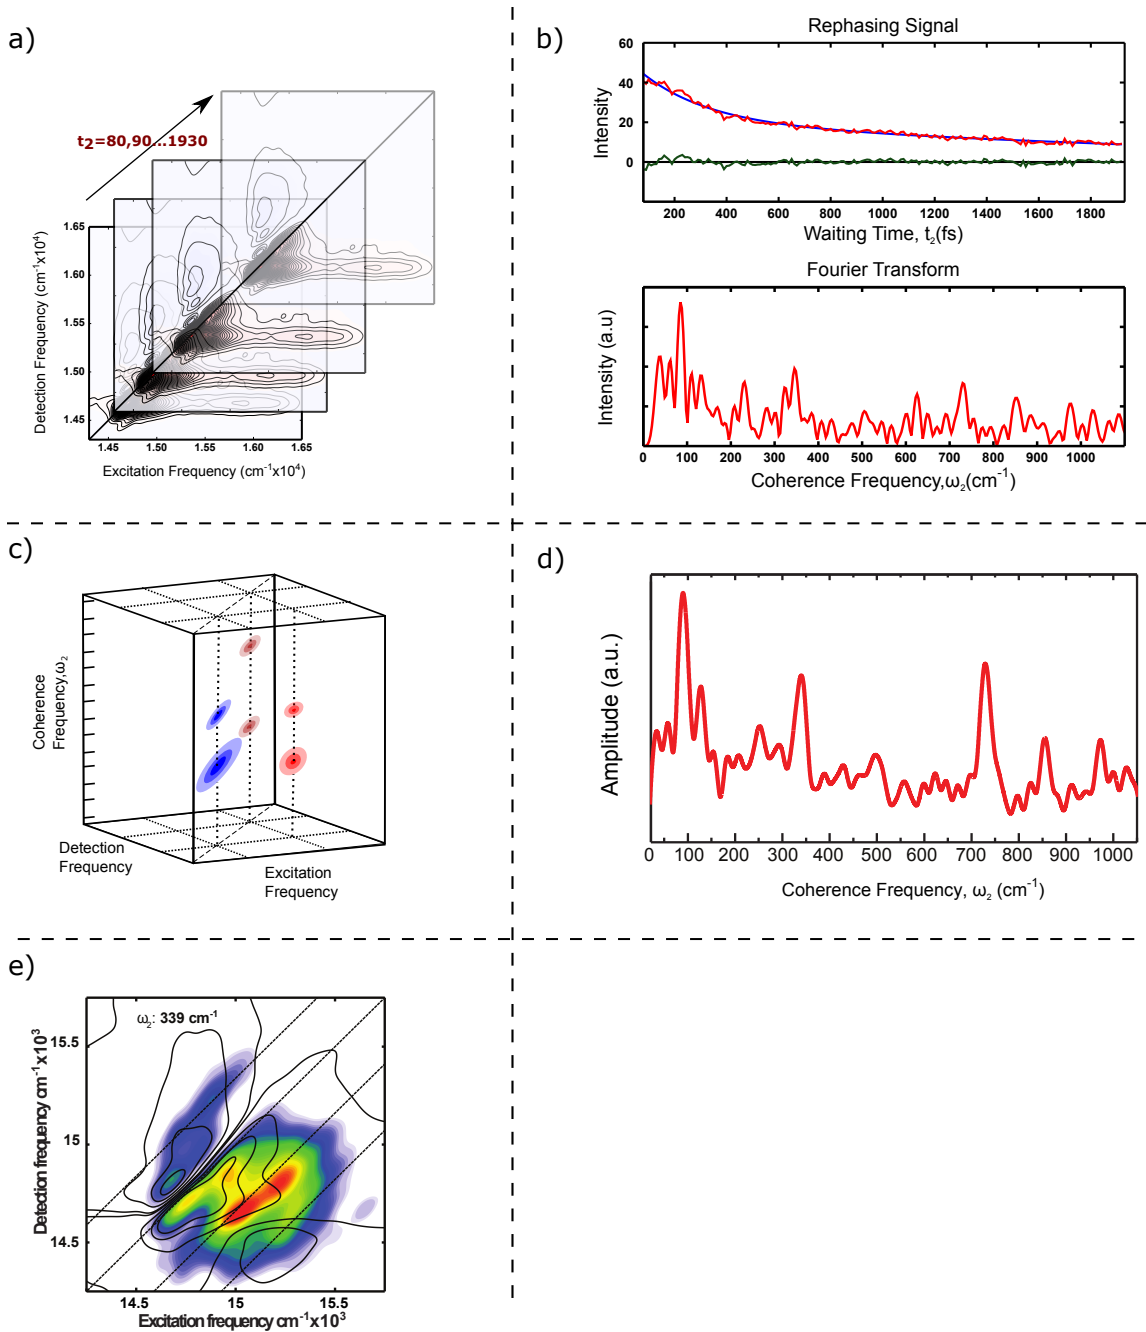 a)
t2=80,90...1930
Detection Frequency (cm-1x10⁴)
1.65
1.60
1.55
1.50
1.45
1.45
1.50
1.55
1.60
1.65
Excitation Frequency (cm-1x10⁴)
b)
Rephasing Signal
Intensity
60
40
20
0
200
400
600
800
1000
1200
1400
1600
1800
Waiting Time, t₂(fs)
Fourier Transform
Intensity (a.u)
0
100
200
300
400
500
600
700
800
900
1000
Coherence Frequency,ω₂(cm⁻¹)
c)
Coherence
Frequency,ω₂
Detection
Frequency
Excitation
Frequency
d)
Amplitude (a.u.)
0
100
200
300
400
500
600
700
800
900
1000
Coherence Frequency, ω₂ (cm⁻¹)
e)
ω₂: 339 cm⁻¹
Detection frequency cm⁻¹x10³
15.5
15
14.5
14.5
15
15.5
Excitation frequency cm⁻¹x10³